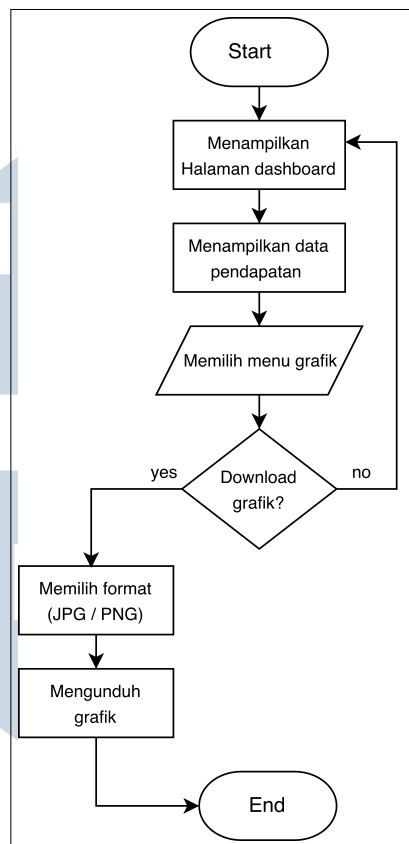 Start
Menampilkan
Halaman dashboard
Menampilkan data
pendapatan
Memilih menu grafik
yes
Download
grafik?
no
Memilih format
(JPG / PNG)
Mengunduh
grafik
End